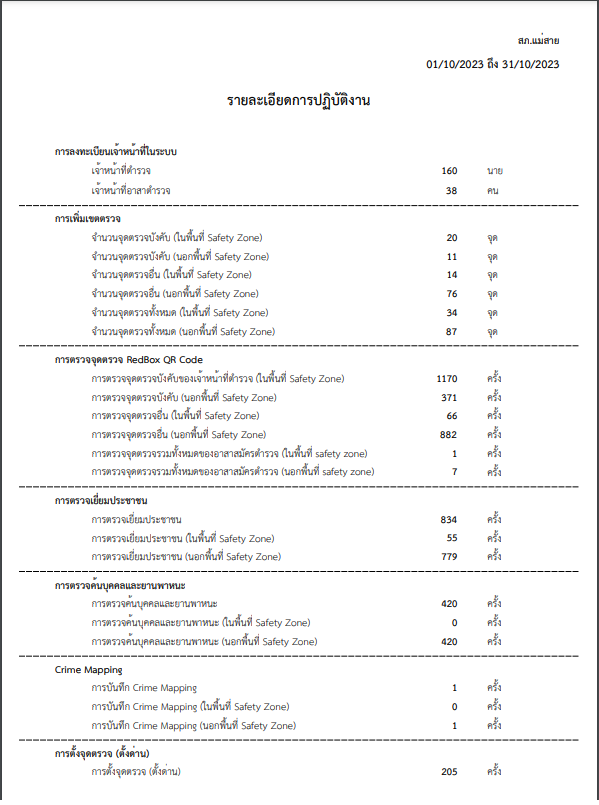 สภ.แม่สาย
01/10/2023 ถึง 31/10/2023
รายละเอียดการปฏิบัติงาน
การลงทะเบียนเจ้าหน้าที่ในระบบ
เจ้าหน้าที่ตำรวจ 160 นาย
เจ้าหน้าที่อาสาตำรวจ 38 คน
การเพิ่มเขตตรวจ
จำนวนจุดตรวจบังคับ (ในพื้นที่ Safety Zone) 20 จุด
จำนวนจุดตรวจบังคับ (นอกพื้นที่ Safety Zone) 11 จุด
จำนวนจุดตรวจอื่น (ในพื้นที่ Safety Zone) 14 จุด
จำนวนจุดตรวจอื่น (นอกพื้นที่ Safety Zone) 76 จุด
จำนวนจุดตรวจทั้งหมด (ในพื้นที่ Safety Zone) 34 จุด
จำนวนจุดตรวจทั้งหมด (นอกพื้นที่ Safety Zone) 87 จุด
การตรวจจุดตรวจ RedBox QR Code
การตรวจจุดตรวจบังคับของเจ้าหน้าที่ตำรวจ (ในพื้นที่ Safety Zone) 1170 ครั้ง
การตรวจจุดตรวจบังคับ (นอกพื้นที่ Safety Zone) 371 ครั้ง
การตรวจจุดตรวจอื่น (ในพื้นที่ Safety Zone) 66 ครั้ง
การตรวจจุดตรวจอื่น (นอกพื้นที่ Safety Zone) 882 ครั้ง
การตรวจจุดตรวจรวมทั้งหมดของอาสาสมัครตำรวจ (ในพื้นที่ safety zone) 1 ครั้ง
การตรวจจุดตรวจรวมทั้งหมดของอาสาสมัครตำรวจ (นอกพื้นที่ safety zone) 7 ครั้ง
การตรวจเยี่ยมประชาชน
การตรวจเยี่ยมประชาชน 834 ครั้ง
การตรวจเยี่ยมประชาชน (ในพื้นที่ Safety Zone) 55 ครั้ง
การตรวจเยี่ยมประชาชน (นอกพื้นที่ Safety Zone) 779 ครั้ง
การตรวจค้นบุคคลและยานพาหนะ
การตรวจค้นบุคคลและยานพาหนะ 420 ครั้ง
การตรวจค้นบุคคลและยานพาหนะ (ในพื้นที่ Safety Zone) 0 ครั้ง
การตรวจค้นบุคคลและยานพาหนะ (นอกพื้นที่ Safety Zone) 420 ครั้ง
Crime Mapping
การบันทึก Crime Mapping 1 ครั้ง
การบันทึก Crime Mapping (ในพื้นที่ Safety Zone) 0 ครั้ง
การบันทึก Crime Mapping (นอกพื้นที่ Safety Zone) 1 ครั้ง
การตั้งจุดตรวจ (ตั้งด่าน)
การตั้งจุดตรวจ (ตั้งด่าน) 205 ครั้ง